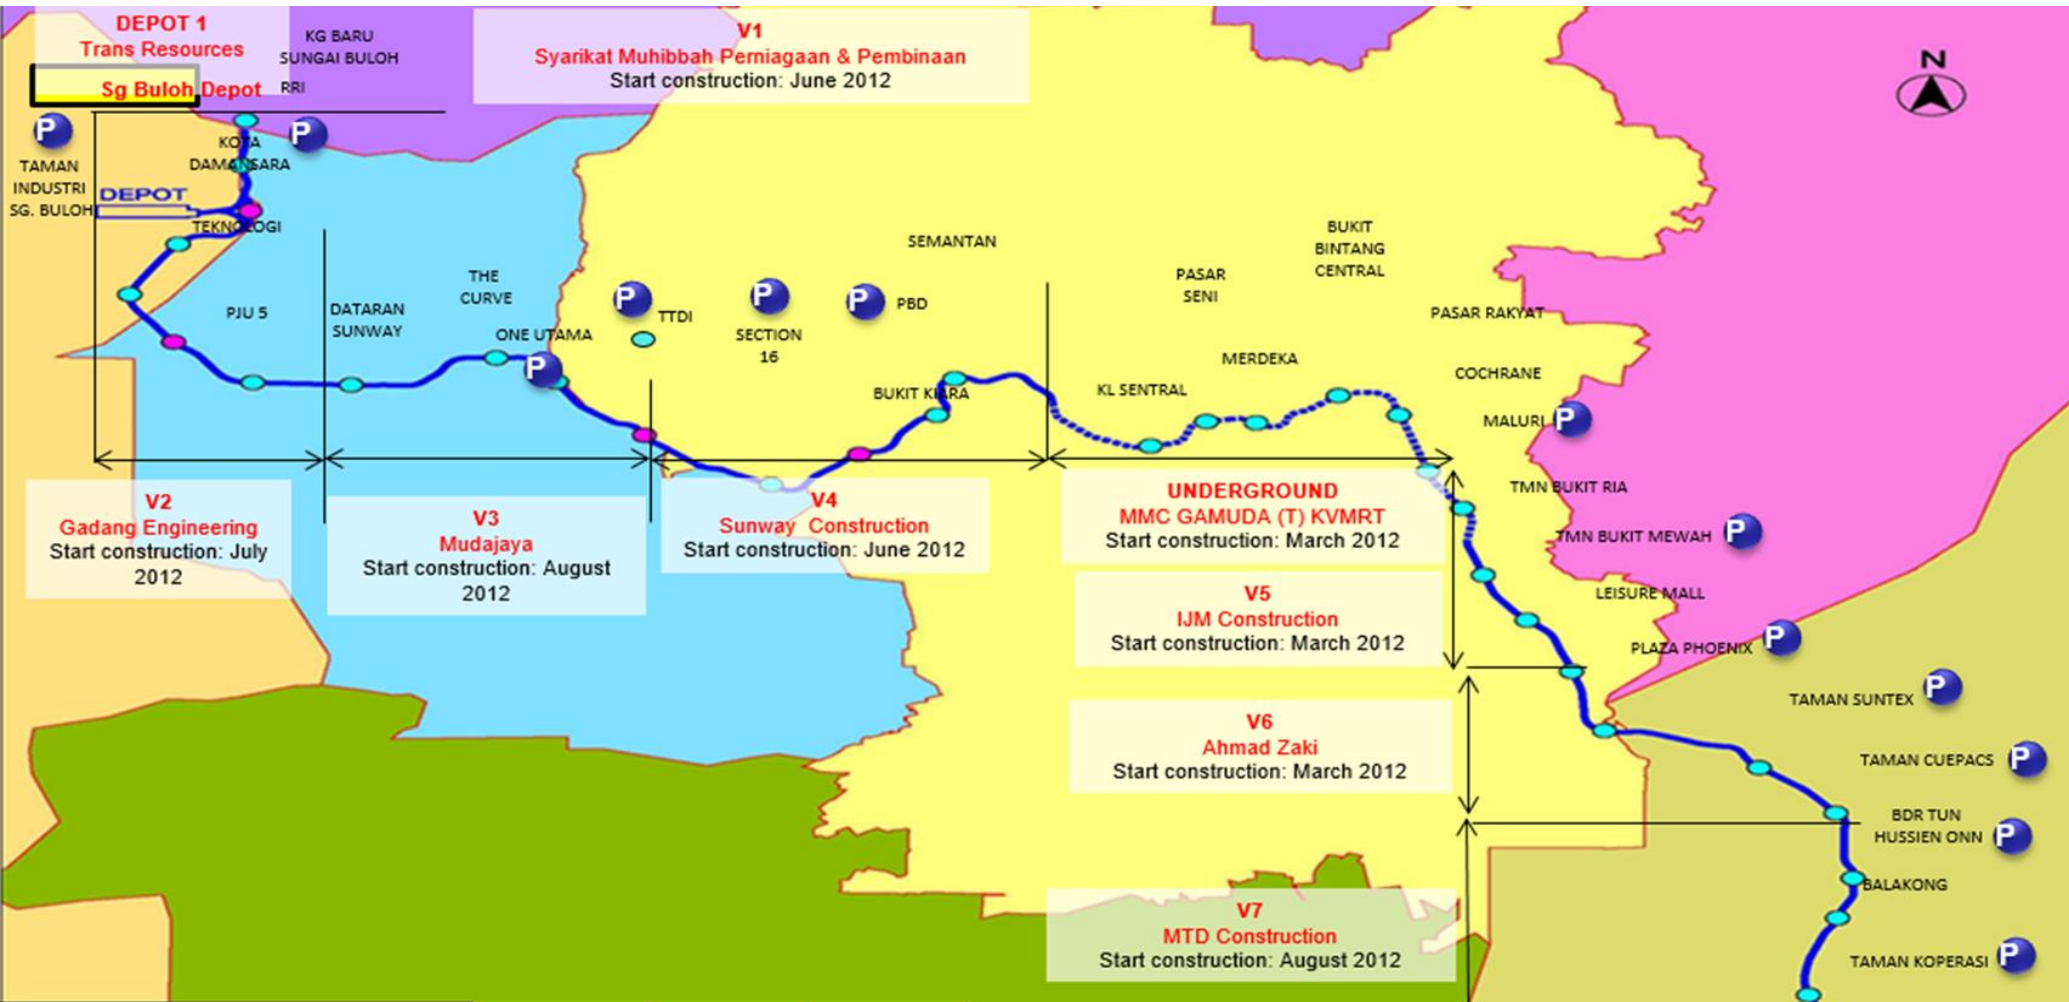 DEPOT 1
Trans Resources
Sg Buloh Depot
KG BARU
SUNGAI BULOH
RRI
V1
Syarikat Muhibbah Perniagaan & Pembinaan
Start construction: June 2012
N
P
P
TAMAN
INDUSTRI
SG. BULOH
KOTA
DAMANSARA
DEPOT
TEKNOLOGI
PJU 5
DATARAN
SUNWAY
THE
CURVE
ONE UTAMA
P
P
TTDI
P
SECTION
16
P
PBD
SEMANTAN
BUKIT KIARA
PASAR
SENI
BUKIT
BINTANG
CENTRAL
KL SENTRAL
MERDEKA
PASAR RAKYAT
COCHRANE
MALURI
P
TMN BUKIT RIA
TMN BUKIT MEWAH
P
LEISURE MALL
PLAZA PHOENIX
P
TAMAN SUNTEX
P
TAMAN CUEPACS
P
BDR TUN
HUSSIEN ONN
P
BALAKONG
TAMAN KOPERASI
P
V2
Gadang Engineering
Start construction: July
2012
V3
Mudajaya
Start construction: August
2012
V4
Sunway Construction
Start construction: June 2012
UNDERGROUND
MMC GAMUDA (T) KVMRT
Start construction: March 2012
V5
IJM Construction
Start construction: March 2012
V6
Ahmad Zaki
Start construction: March 2012
V7
MTD Construction
Start construction: August 2012